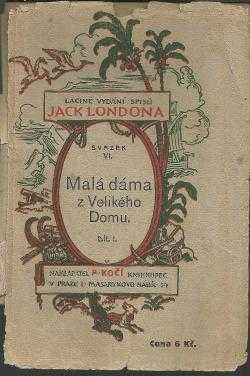 LACINÉ VYDÁNÍ SPISŮ
JACK LONDONA
SVAZEK
VI.
Malá dáma
z Velikého
Domu.
Díl I.
NAKLADATEL B. KOČÍ KNIHKUPEC
V PRAZE I. MASARYKOVO NÁBŘ.
Cena 6 Kč.